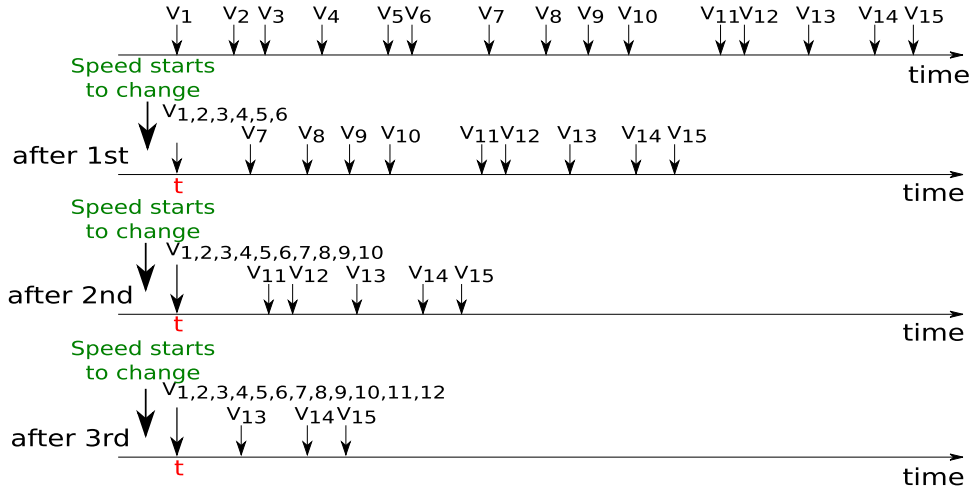 V1 V2 V3 V4 V5 V6 V7 V8 V9 V10 V11 V12 V13 V14 V15
time
Speed starts
to change
V1,2,3,4,5,6
V7 V8 V9 V10 V11 V12 V13 V14 V15
after 1st
t
time
Speed starts
to change
V1,2,3,4,5,6,7,8,9,10
V11 V12 V13 V14 V15
after 2nd
t
time
Speed starts
to change
V1,2,3,4,5,6,7,8,9,10,11,12
V13 V14 V15
after 3rd
t
time